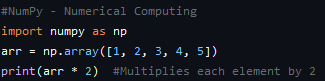 #NumPy - Numerical Computing
import numpy as np
arr = np.array([1, 2, 3, 4, 5])
print(arr * 2)  #Multiplies each element by 2